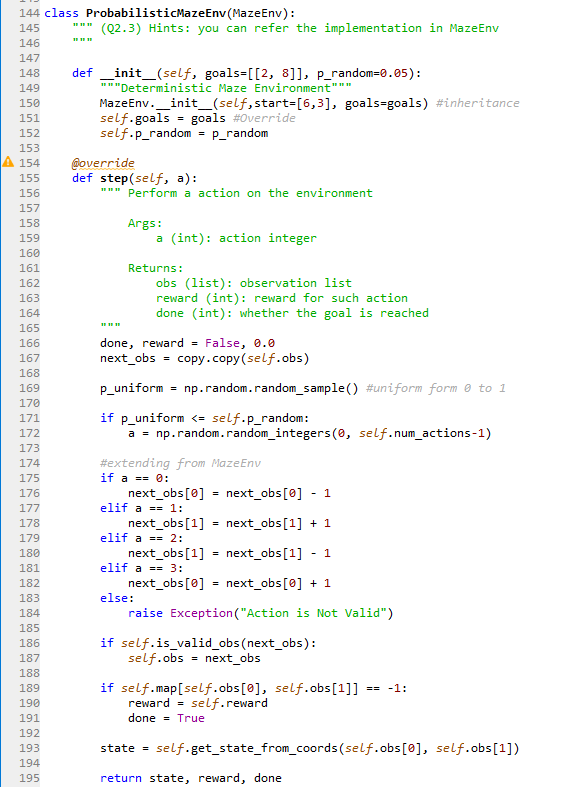 144 class ProbabilisticMazeEnv(MazeEnv):
145     """ (Q2.3) Hints: you can refer the implementation in MazeEnv
146     """
147
148     def __init__(self, goals=[[2, 8]], p_random=0.05):
149         """Deterministic Maze Environment"""
150         MazeEnv.__init__(self,start=[6,3], goals=goals) #inheritance
151         self.goals = goals #Override
152         self.p_random = p_random
153
154     @override
155     def step(self, a):
156         """ Perform a action on the environment
157
158             Args:
159                 a (int): action integer
160
161             Returns:
162                 obs (list): observation list
163                 reward (int): reward for such action
164                 done (int): whether the goal is reached
165         """
166         done, reward = False, 0.0
167         next_obs = copy.copy(self.obs)
168
169         p_uniform = np.random.random_sample() #uniform form 0 to 1
170
171         if p_uniform <= self.p_random:
172             a = np.random.random_integers(0, self.num_actions-1)
173
174         #extending from MazeEnv
175         if a == 0:
176             next_obs[0] = next_obs[0] - 1
177         elif a == 1:
178             next_obs[1] = next_obs[1] + 1
179         elif a == 2:
180             next_obs[1] = next_obs[1] - 1
181         elif a == 3:
182             next_obs[0] = next_obs[0] + 1
183         else:
184             raise Exception("Action is Not Valid")
185
186         if self.is_valid_obs(next_obs):
187             self.obs = next_obs
188
189         if self.map[self.obs[0], self.obs[1]] == -1:
190             reward = self.reward
191             done = True
192
193         state = self.get_state_from_coords(self.obs[0], self.obs[1])
194
195         return state, reward, done